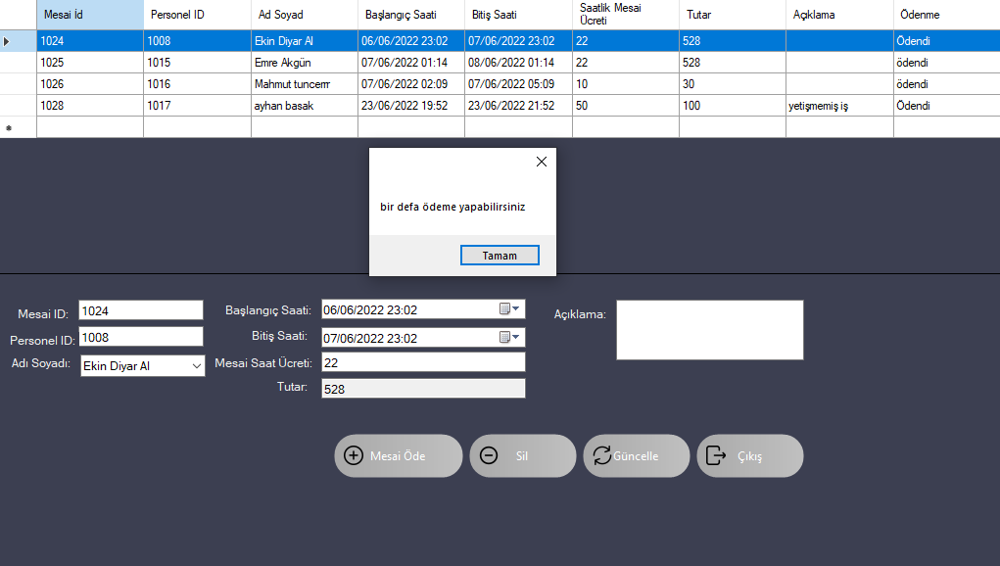 Mesai İd Personel ID Ad Soyad Başlangıç Saati Bitiş Saati Saatlik Mesai Ücreti Tutar Açıklama Ödenme
1024 1008 Ekin Diyar Al 06/06/2022 23:02 07/06/2022 23:02 22 528 Ödendi
1025 1015 Emre Akgün 07/06/2022 01:14 08/06/2022 01:14 22 528 ödendi
1026 1016 Mahmut tuncerrr 07/06/2022 02:09 07/06/2022 05:09 10 30 ödendi
1028 1017 ayhan basak 23/06/2022 19:52 23/06/2022 21:52 50 100 yetişmemiş iş Ödendi
bir defa ödeme yapabilirsiniz
Tamam
Mesai ID: 1024 Başlangıç Saati: 06/06/2022 23:02 Açıklama:
Personel ID: 1008 Bitiş Saati: 07/06/2022 23:02
Adı Soyadı: Ekin Diyar Al Mesai Saat Ücreti: 22
Tutar: 528
Mesai Öde Sil Güncelle Çıkış